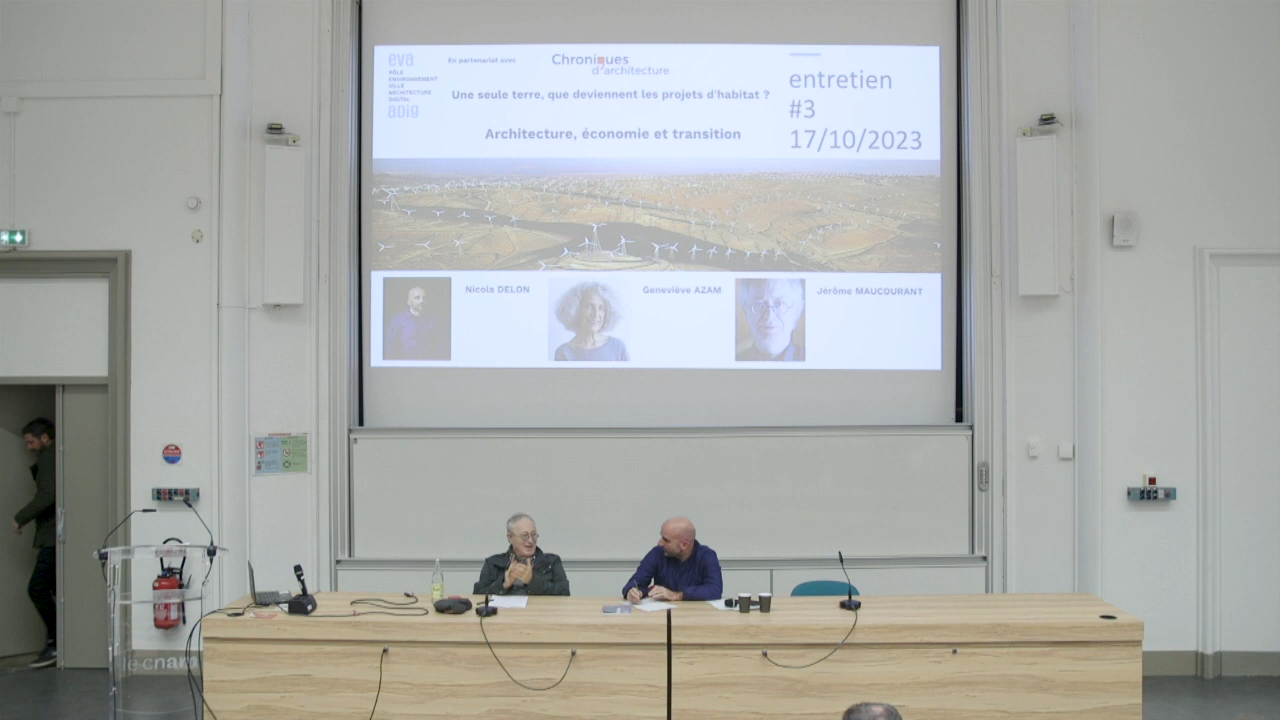 eva
PÔLE
ENVIRONNEMENT
VILLE
ARCHITECTURE
DIGITAL
En partenariat avec
Chroniques
d'architecture
Une seule terre, que deviennent les projets d'habitat ?
Architecture, économie et transition
entretien
#3
17/10/2023
Nicola DELON
Geneviève AZAM
Jérôme MAUCOURANT
le cnam